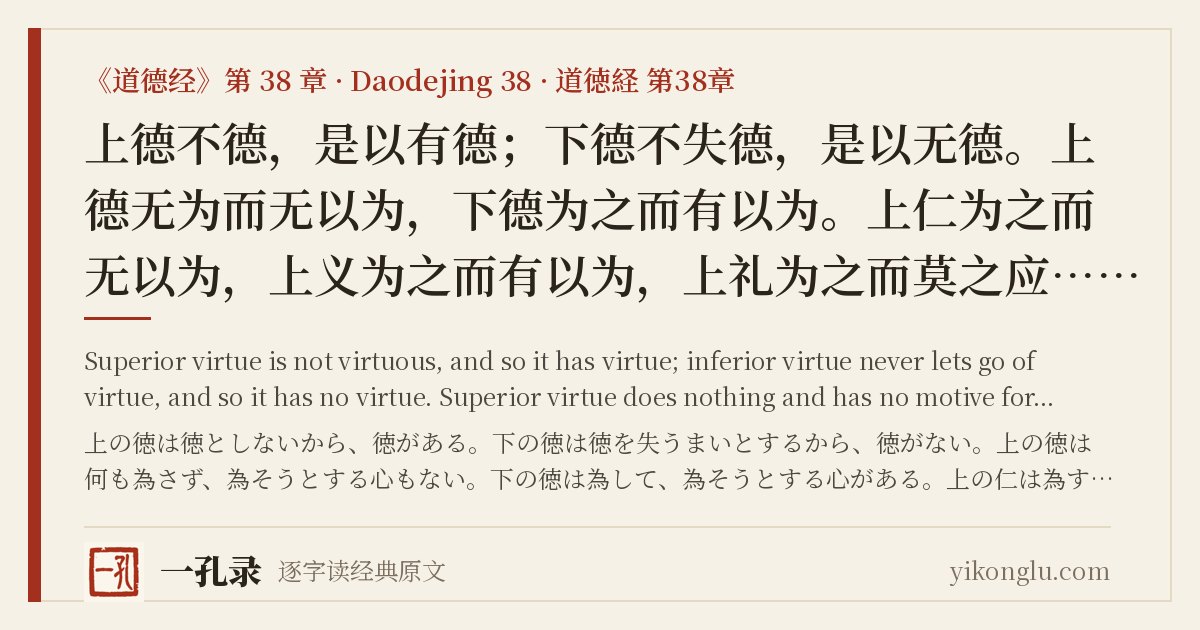 《道德经》第 38 章 · Daodejing 38 · 道徳経 第38章
上德不德，是以有德；下德不失德，是以无德。上
德无为而无以为，下德为之而有以为。上仁为之而
无以为，上义为之而有以为，上礼为之而莫之应……
Superior virtue is not virtuous, and so it has virtue; inferior virtue never lets go of
virtue, and so it has no virtue. Superior virtue does nothing and has no motive for...
上の徳は徳としないから、徳がある。下の徳は徳を失うまいとするから、徳がない。上の徳は
何も為さず、為そうとする心もない。下の徳は為して、為そうとする心がある。上の仁は為す…
一孔
一孔录 逐字读经典原文
yikonglu.com